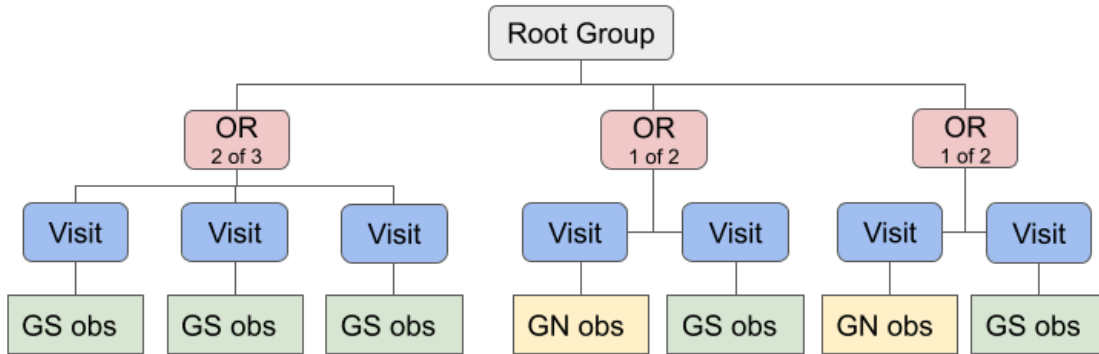 Root Group
OR
2 of 3
OR
1 of 2
OR
1 of 2
Visit
Visit
Visit
Visit
Visit
Visit
Visit
GS obs
GS obs
GS obs
GN obs
GS obs
GN obs
GS obs